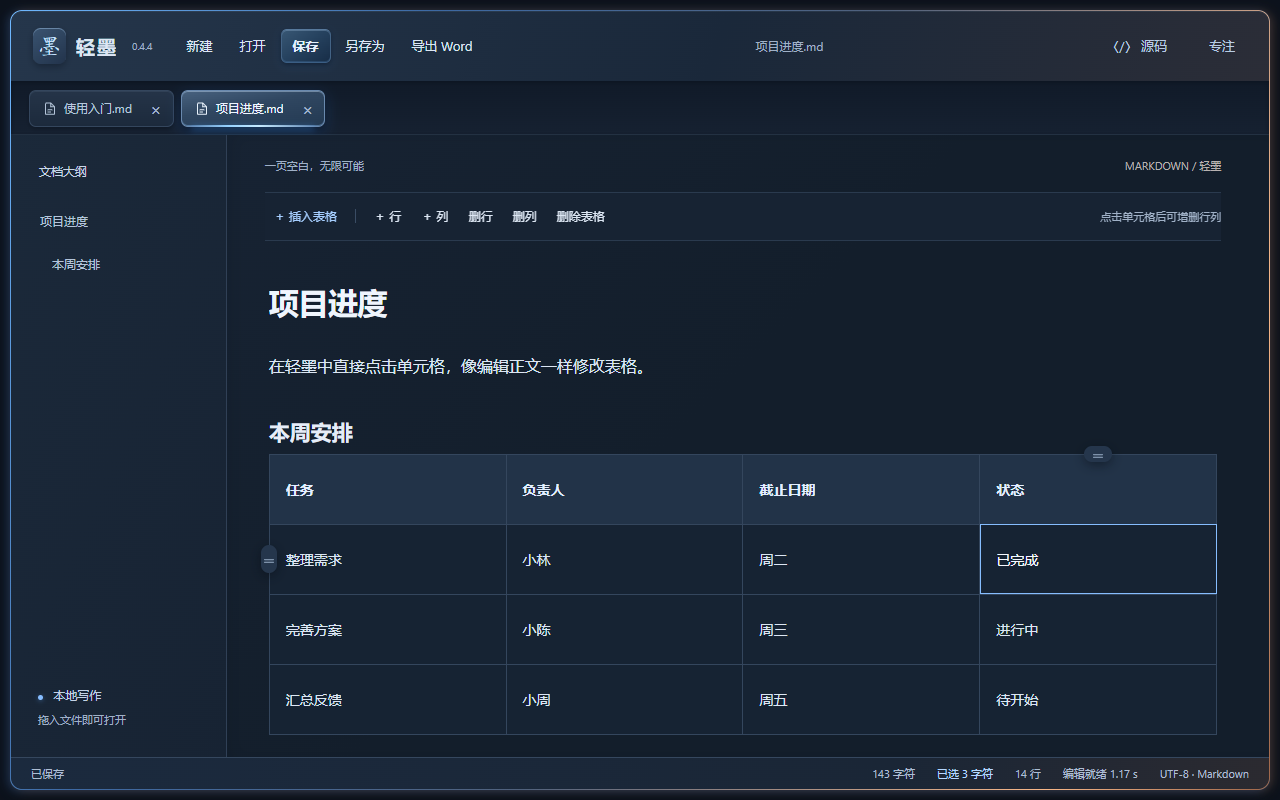 墨 轻墨 0.4.4 新建 打开 保存 另存为 导出 Word 项目进度.md </> 源码 专注
使用入门.md × 项目进度.md ×
文档大纲
项目进度
本周安排
本地写作
拖入文件即可打开
一页空白，无限可能 MARKDOWN / 轻墨
+ 插入表格 + 行 + 列 删行 删列 删除表格 点击单元格后可增删行列
项目进度
在轻墨中直接点击单元格，像编辑正文一样修改表格。
本周安排
任务 负责人 截止日期 状态
整理需求 小林 周二 已完成
完善方案 小陈 周三 进行中
汇总反馈 小周 周五 待开始
已保存 143 字符 已选 3 字符 14 行 编辑就绪 1.17 s UTF-8 · Markdown